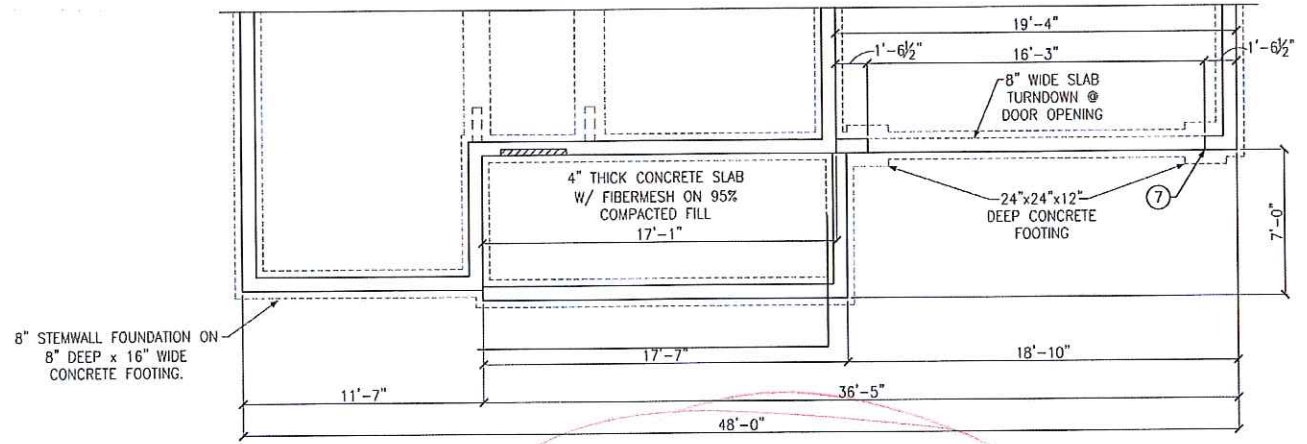 19'-4"
1'-6½"
16'-3"
1'-6½"
8" WIDE SLAB
TURNDOWN @
DOOR OPENING
4" THICK CONCRETE SLAB
W/ FIBERMESH ON 95%
COMPACTED FILL
17'-1"
24"x24"x12"
DEEP CONCRETE
FOOTING
7
7'-0"
8" STEMWALL FOUNDATION ON
8" DEEP x 16" WIDE
CONCRETE FOOTING.
17'-7"
18'-10"
11'-7"
36'-5"
48'-0"